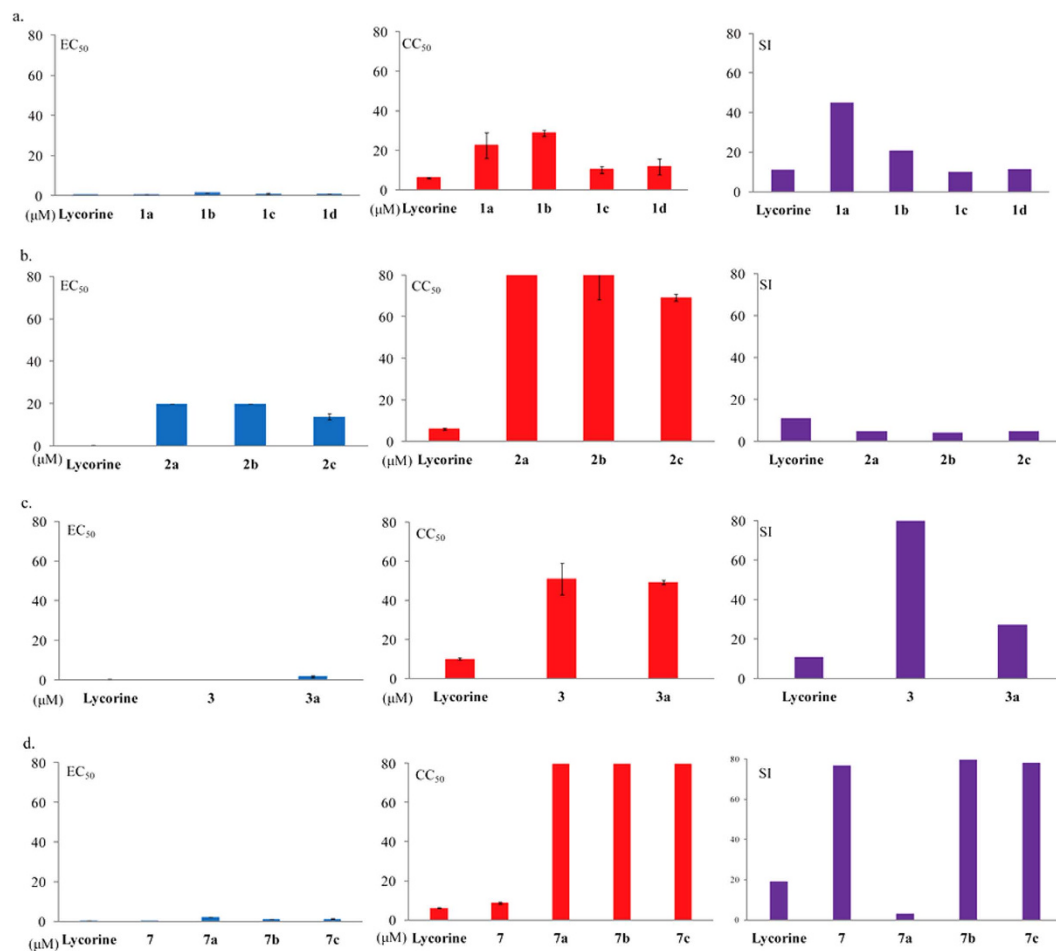 a.
EC50
80
60
40
20
0
(μM) Lycorine 1a 1b 1c 1d
CC50
80
60
40
20
0
(μM) Lycorine 1a 1b 1c 1d
SI
80
60
40
20
0
Lycorine 1a 1b 1c 1d
b.
EC50
80
60
40
20
0
(μM) Lycorine 2a 2b 2c
CC50
80
60
40
20
0
(μM) Lycorine 2a 2b 2c
SI
80
60
40
20
0
Lycorine 2a 2b 2c
c.
EC50
80
60
40
20
0
(μM) Lycorine 3 3a
CC50
80
60
40
20
0
(μM) Lycorine 3 3a
SI
80
60
40
20
0
Lycorine 3 3a
d.
EC50
80
60
40
20
0
(μM) Lycorine 7 7a 7b 7c
CC50
80
60
40
20
0
(μM) Lycorine 7 7a 7b 7c
SI
80
60
40
20
0
Lycorine 7 7a 7b 7c